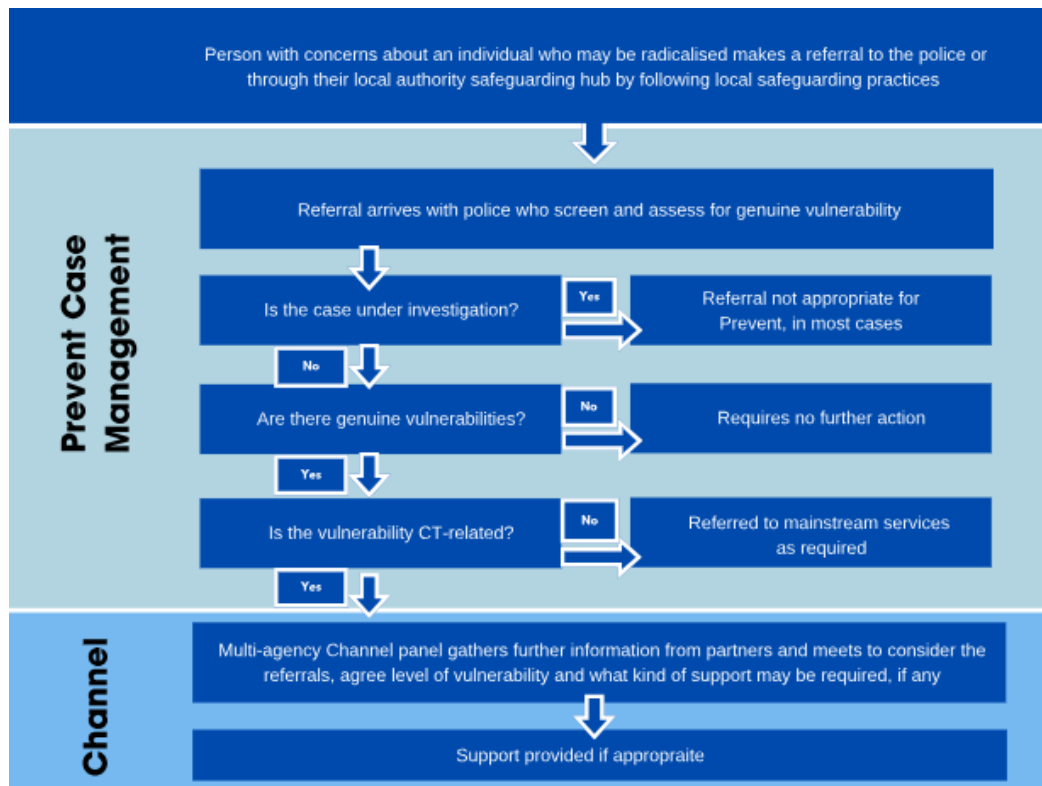 Person with concerns about an individual who may be radicalised makes a referral to the police or
through their local authority safeguarding hub by following local safeguarding practices
Prevent Case
Management
Referral arrives with police who screen and assess for genuine vulnerability
Is the case under investigation?
Yes
Referral not appropriate for
Prevent, in most cases
No
Are there genuine vulnerabilities?
No
Requires no further action
Yes
Is the vulnerability CT-related?
No
Referred to mainstream services
as required
Yes
Channel
Multi-agency Channel panel gathers further information from partners and meets to consider the
referrals, agree level of vulnerability and what kind of support may be required, if any
Support provided if appropraite